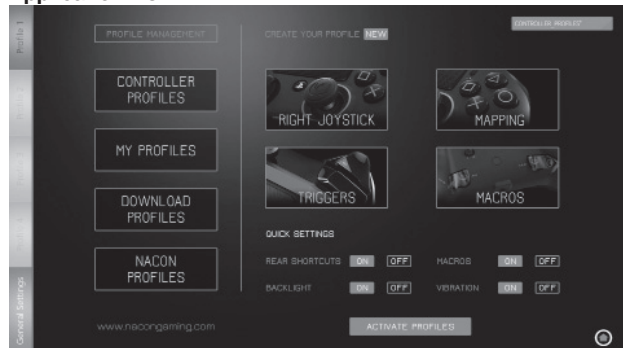 Profile 1
General Settings
PROFILE MANAGEMENT
CONTROLLER
PROFILES
MY PROFILES
DOWNLOAD
PROFILES
NACON
PROFILES
www.nacongaming.com
CREATE YOUR PROFILE NEW
RIGHT JOYSTICK
MAPPING
TRIGGERS
MACROS
QUICK SETTINGS
REAR SHORTCUTS ON OFF
MACROS ON OFF
BACKLIGHT ON OFF
VIBRATION ON OFF
ACTIVATE PROFILES